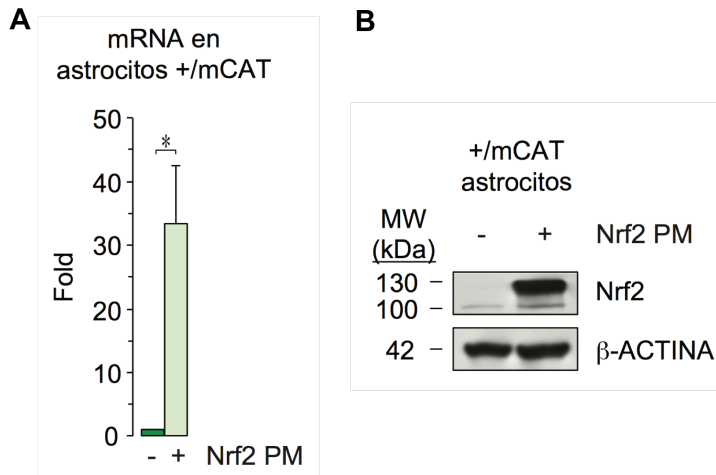 A
mRNA en
astrocitos +/mCAT
50
40
30
20
10
0
Fold
*
- + Nrf2 PM
B
+/mCAT
astrocitos
MW
(kDa)
- + Nrf2 PM
130 – Nrf2
100 –
42 – β-ACTINA